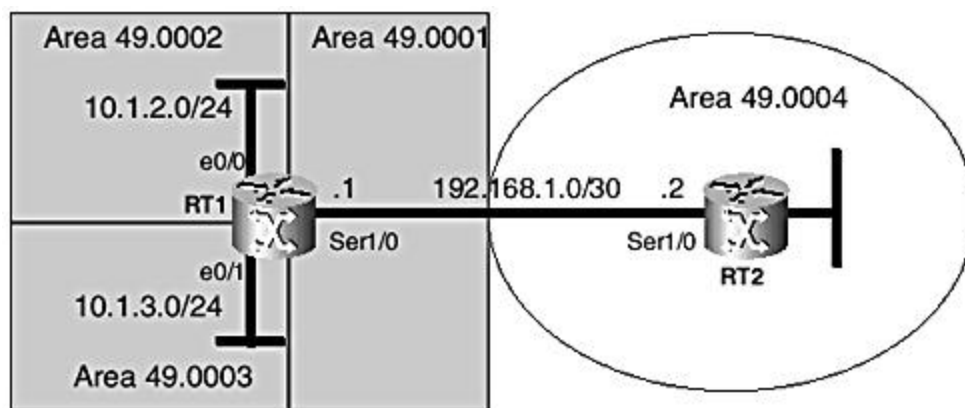 Area 49.0002
Area 49.0001
Area 49.0004
10.1.2.0/24
e0/0
RT1
.1
192.168.1.0/30
.2
Ser1/0
Ser1/0
RT2
e0/1
10.1.3.0/24
Area 49.0003